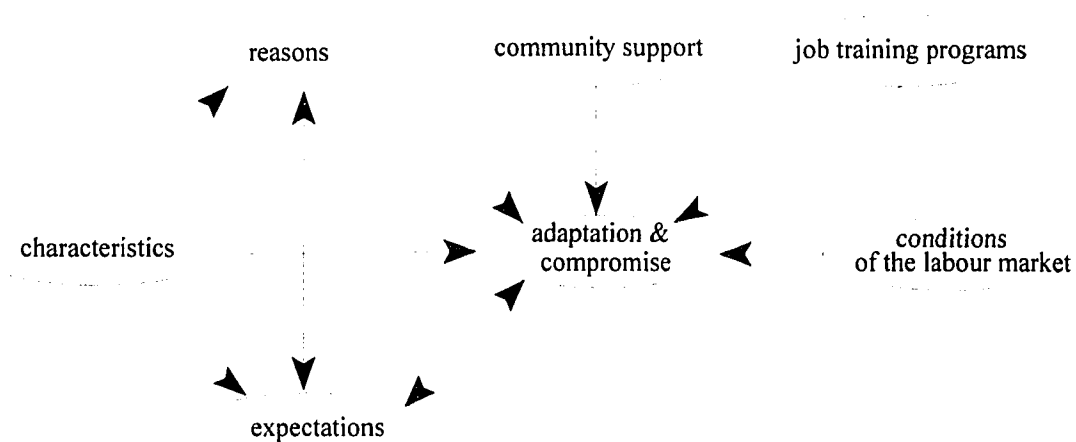 reasons
community support
job training programs
characteristics
adaptation &
compromise
conditions
of the labour market
expectations